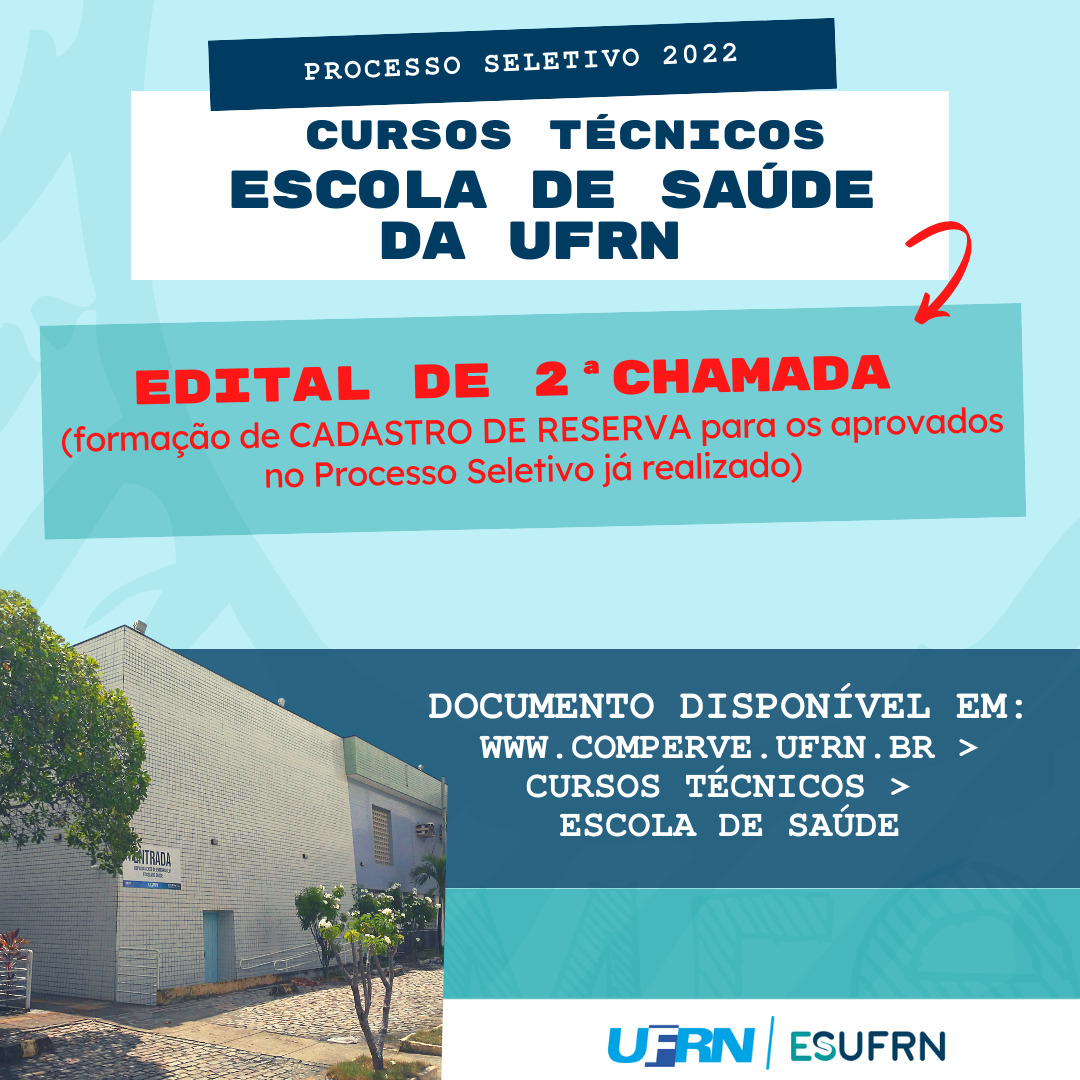 PROCESSO SELETIVO 2022
CURSOS TÉCNICOS
ESCOLA DE SAÚDE
DA UFRN
EDITAL DE 2ª CHAMADA
(formação de CADASTRO DE RESERVA para os aprovados
no Processo Seletivo já realizado)
DOCUMENTO DISPONÍVEL EM:
WWW.COMPERVE.UFRN.BR >
CURSOS TÉCNICOS >
ESCOLA DE SAÚDE
ENTRADA
UFRN
UFRN | ESUFRN